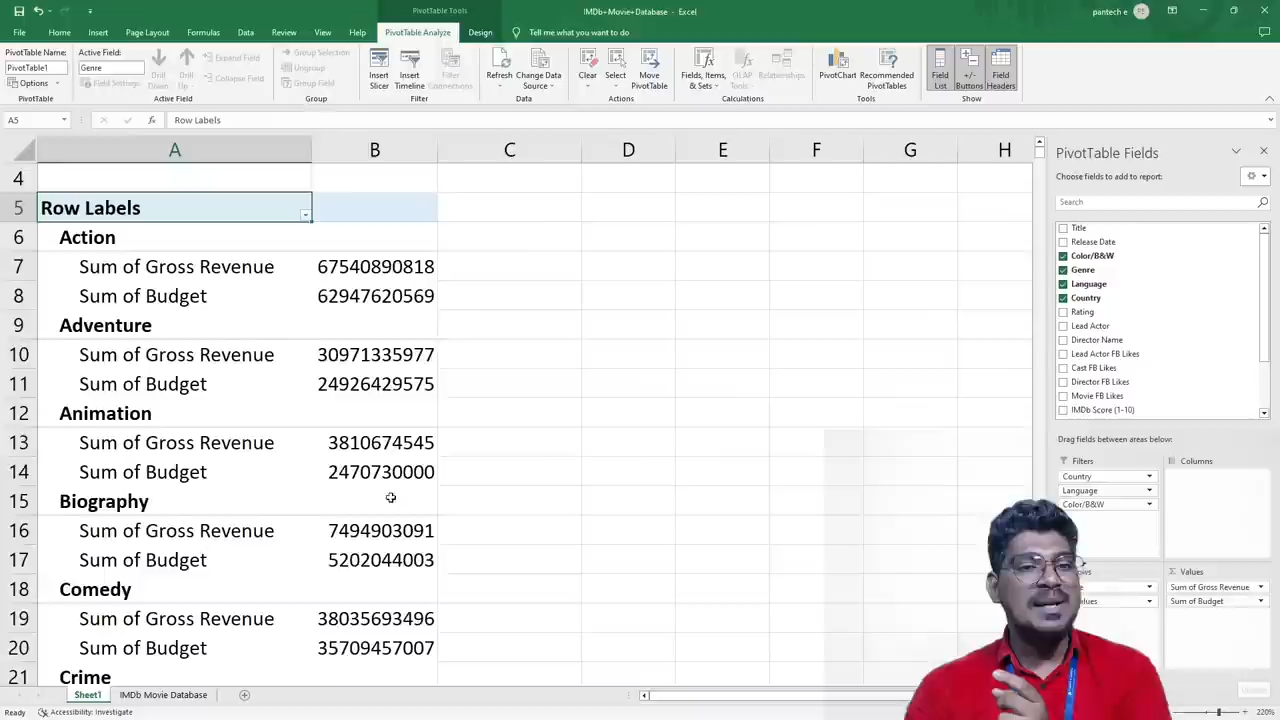 PivotTable Tools
IMDb+Movie+Database - Excel
pantech e
File Home Insert Page Layout Formulas Data Review View Help PivotTable Analyze Design Tell me what you want to do
PivotTable Name:
PivotTable1
Options
PivotTable
Active Field:
Genre
Field Settings
Drill Down
Drill Up
Expand Field
Collapse Field
Active Field
Group Selection
Ungroup
Group Field
Group
Insert Slicer
Insert Timeline
Filter Connections
Filter
Refresh
Change Data Source
Data
Clear
Select
Move PivotTable
Actions
Fields, Items, & Sets
OLAP Tools
Relationships
Calculations
PivotChart
Recommended PivotTables
Tools
Field List
+/- Buttons
Field Headers
Show
A5
fx
Row Labels
A B C D E F G H
4
5 Row Labels
6 Action
7 Sum of Gross Revenue 67540890818
8 Sum of Budget 62947620569
9 Adventure
10 Sum of Gross Revenue 30971335977
11 Sum of Budget 24926429575
12 Animation
13 Sum of Gross Revenue 3810674545
14 Sum of Budget 2470730000
15 Biography
16 Sum of Gross Revenue 7494903091
17 Sum of Budget 5202044003
18 Comedy
19 Sum of Gross Revenue 38035693496
20 Sum of Budget 35709457007
21 Crime
PivotTable Fields
Choose fields to add to report:
Search
Title
Release Date
Color/B&W
Genre
Language
Country
Rating
Lead Actor
Director Name
Lead Actor FB Likes
Cast FB Likes
Director FB Likes
Movie FB Likes
IMDb Score (1-10)
Drag fields between areas below:
Filters
Country
Language
Color/B&W
Columns
Σ Values
Sum of Gross Revenue
Sum of Budget
Sheet1 IMDb Movie Database
Ready Accessibility: Investigate
220%